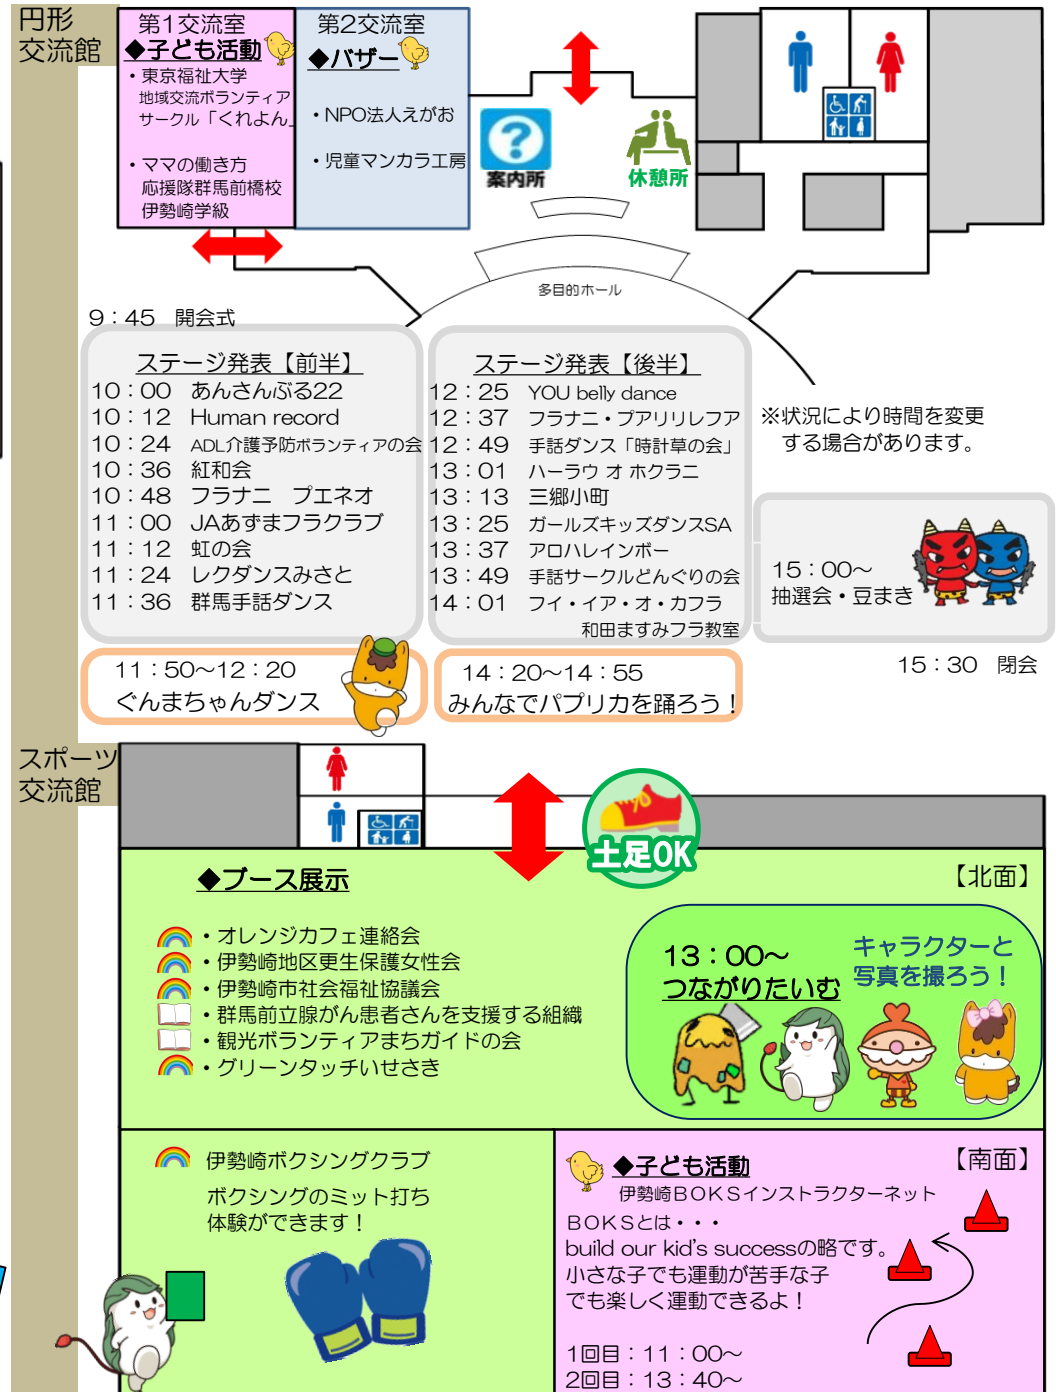 円形
交流館
第1交流室
◆子ども活動
・東京福祉大学
地域交流ボランティア
サークル「くれよん」
・ママの働き方
応援隊群馬前橋校
伊勢崎学級
第2交流室
◆バザー
・NPO法人えがお
・児童マンカラ工房
?
案内所
休憩所
多目的ホール
9：45 開会式
ステージ発表【前半】
10：00 あんさんぶる22
10：12 Human record
10：24 ADL介護予防ボランティアの会
10：36 紅和会
10：48 フラナニ プエネオ
11：00 JAあずまフラクラブ
11：12 虹の会
11：24 レクダンスみさと
11：36 群馬手話ダンス
11：50～12：20
ぐんまちゃんダンス
ステージ発表【後半】
12：25 YOU belly dance
12：37 フラナニ・プアリリレフア
12：49 手話ダンス「時計草の会」
13：01 ハーラウ オ ホクラニ
13：13 三郷小町
13：25 ガールズキッズダンスSA
13：37 アロハレインボー
13：49 手話サークルどんぐりの会
14：01 フイ・イア・オ・カフラ
和田ますみフラ教室
14：20～14：55
みんなでパプリカを踊ろう！
※状況により時間を変更
する場合があります。
15：00～
抽選会・豆まき
15：30 閉会
スポーツ
交流館
土足OK
◆ブース展示
【北面】
・オレンジカフェ連絡会
・伊勢崎地区更生保護女性会
・伊勢崎市社会福祉協議会
・群馬前立腺がん患者さんを支援する組織
・観光ボランティアまちガイドの会
・グリーンタッチいせさき
13：00～
つながりたいむ
キャラクターと
写真を撮ろう！
伊勢崎ボクシングクラブ
ボクシングのミット打ち
体験ができます！
◆子ども活動
【南面】
伊勢崎BOKSインストラクターネット
BOKSとは・・・
build our kid's successの略です。
小さな子でも運動が苦手な子
でも楽しく運動できるよ！
1回目：11：00～
2回目：13：40～